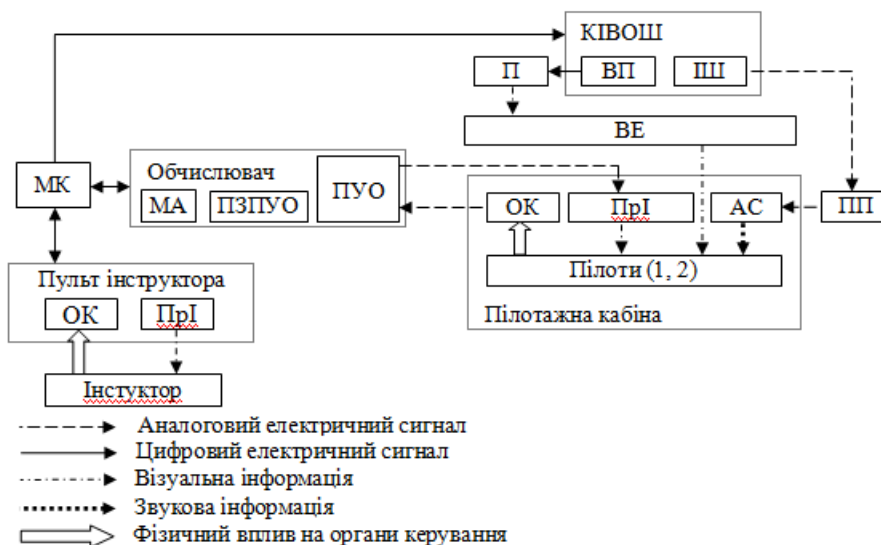 КІВОШ
П
ВП
ІШ
ВЕ
МК
Обчислювач
МА
ПЗПУО
ПУО
ОК
ПрІ
АС
ПП
Пілоти (1, 2)
Пілотажна кабіна
Пульт інструктора
ОК
ПрІ
Інстуктор
Аналоговий електричний сигнал
Цифровий електричний сигнал
Візуальна інформація
Звукова інформація
Фізичний вплив на органи керування